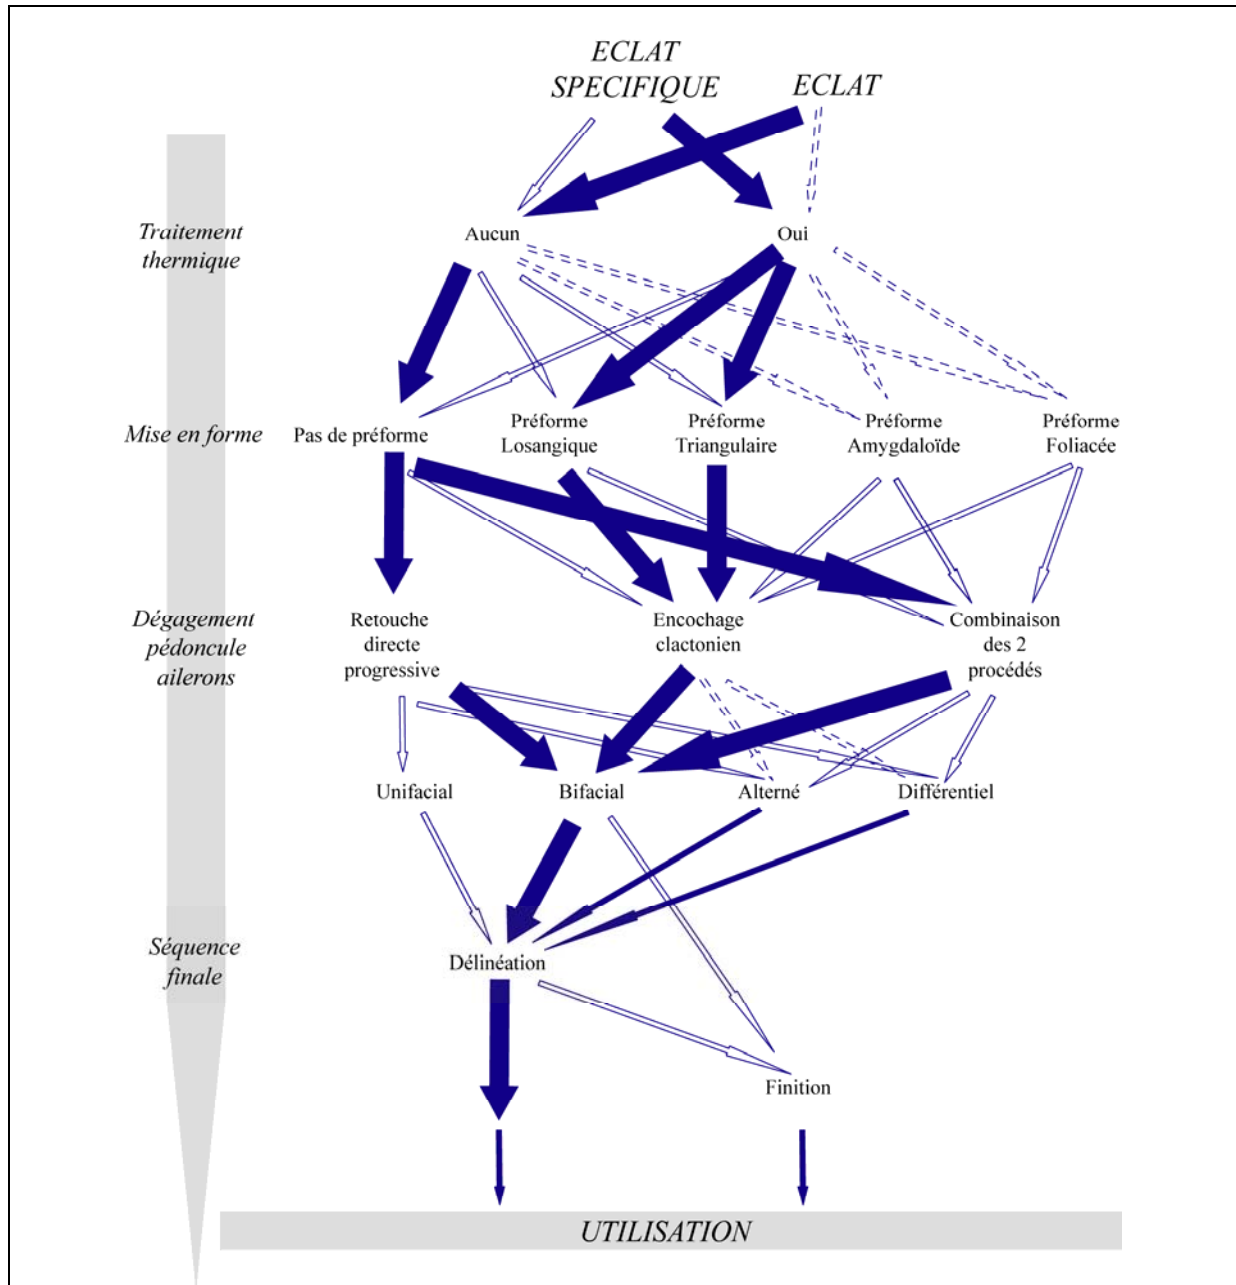 ECLAT
SPECIFIQUE
ECLAT
Traitement
thermique
Aucun
Oui
Mise en forme
Pas de préforme
Préforme
Losangique
Préforme
Triangulaire
Préforme
Amygdaloïde
Préforme
Foliacée
Dégagement
pédoncule
ailerons
Retouche
directe
progressive
Encochage
clactonien
Combinaison
des 2
procédés
Unifacial
Bifacial
Alterné
Différentiel
Séquence
finale
Délinéation
Finition
UTILISATION